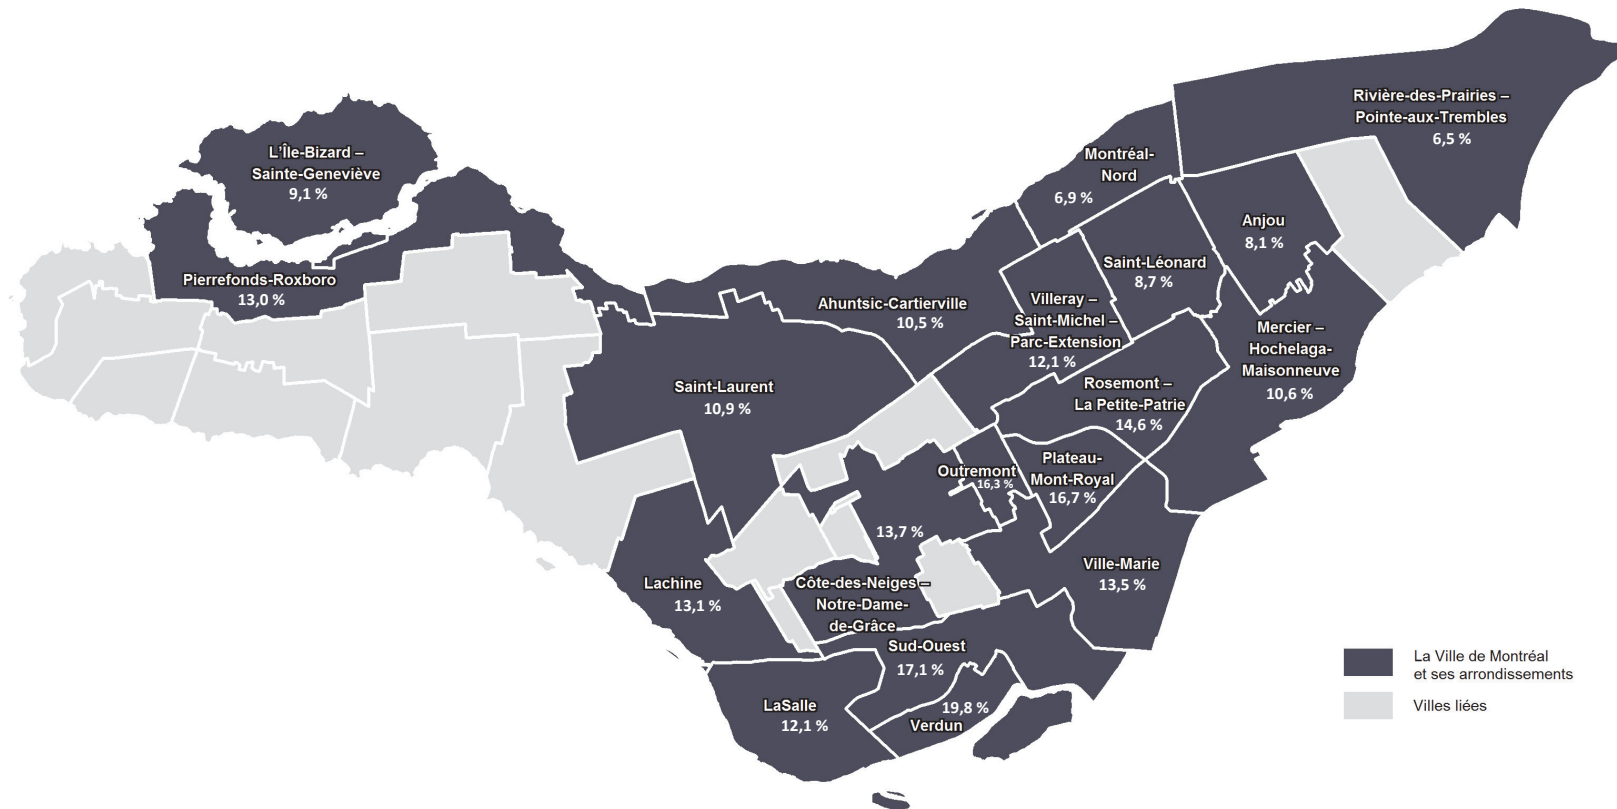 Rivière-des-Prairies –
Pointe-aux-Trembles
6,5 %
L'Île-Bizard –
Sainte-Geneviève
9,1 %
Montréal-
Nord
6,9 %
Anjou
8,1 %
Saint-Léonard
8,7 %
Pierrefonds-Roxboro
13,0 %
Ahuntsic-Cartierville
10,5 %
Villeray –
Saint-Michel –
Parc-Extension
12,1 %
Mercier –
Hochelaga-
Maisonneuve
10,6 %
Saint-Laurent
10,9 %
Rosemont –
La Petite-Patrie
14,6 %
Outremont
16,3 %
Plateau-
Mont-Royal
16,7 %
13,7 %
Côte-des-Neiges –
Notre-Dame-
de-Grâce
Ville-Marie
13,5 %
Lachine
13,1 %
Sud-Ouest
17,1 %
LaSalle
12,1 %
19,8 %
Verdun
La Ville de Montréal
et ses arrondissements
Villes liées